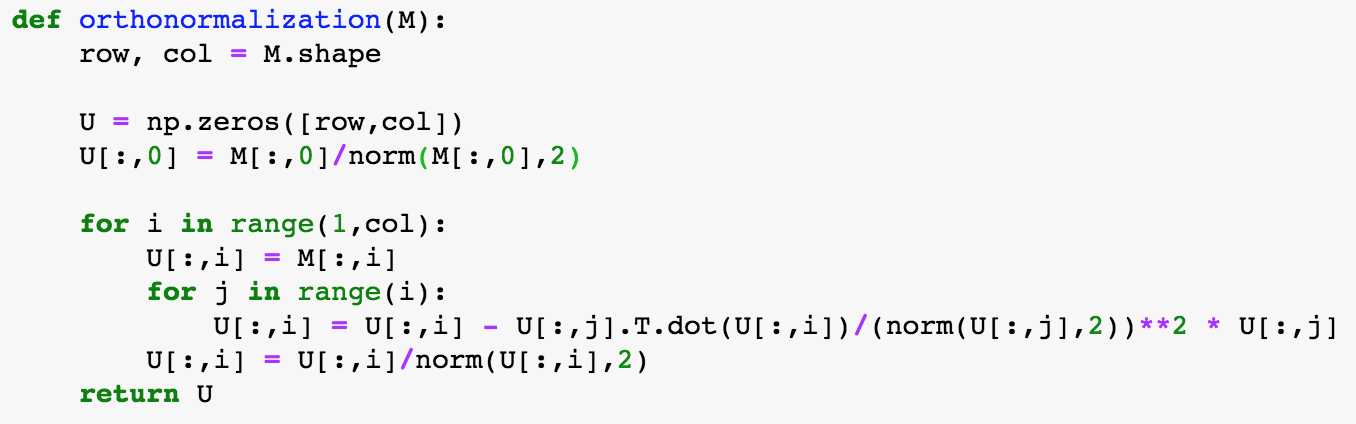 def orthonormalization(M):
    row, col = M.shape

    U = np.zeros([row,col])
    U[:,0] = M[:,0]/norm(M[:,0],2)

    for i in range(1,col):
        U[:,i] = M[:,i]
        for j in range(i):
            U[:,i] = U[:,i] - U[:,j].T.dot(U[:,i])/(norm(U[:,j],2))**2 * U[:,j]
        U[:,i] = U[:,i]/norm(U[:,i],2)
    return U